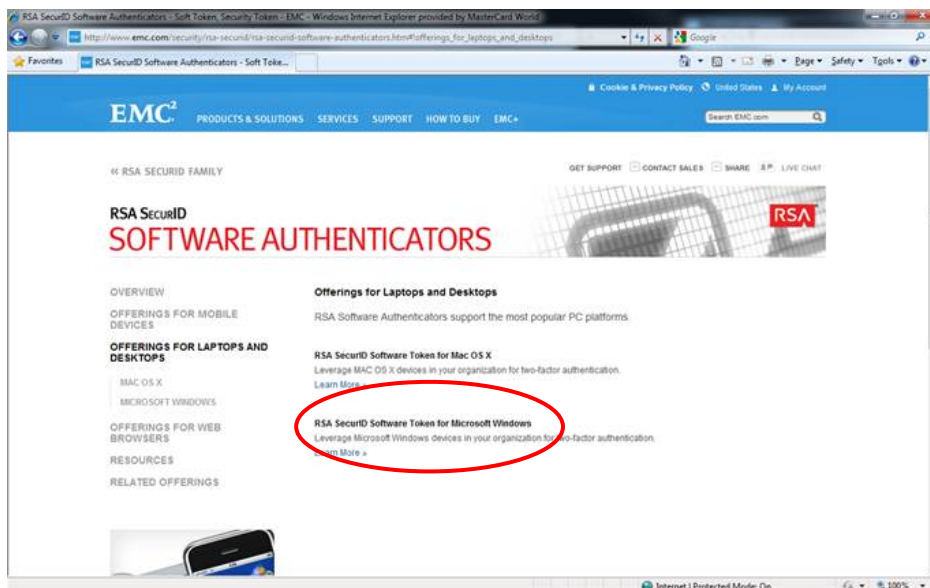 RSA SecurID Software Authenticators - Soft Token, Security Token - EMC - Windows Internet Explorer provided by MasterCard World
http://www.emc.com/security/rsa-securid/rsa-securid-software-authenticators.htm#!offerings_for_laptops_and_desktops
Google
Favorites
RSA SecurID Software Authenticators - Soft Toke...
Page
Safety
Tools
Cookie & Privacy Policy
United States
My Account
EMC²
PRODUCTS & SOLUTIONS
SERVICES
SUPPORT
HOW TO BUY
EMC+
Search EMC.com
« RSA SECURID FAMILY
GET SUPPORT
CONTACT SALES
SHARE
LIVE CHAT
RSA SECURID
SOFTWARE AUTHENTICATORS
RSA
OVERVIEW
OFFERINGS FOR MOBILE
DEVICES
OFFERINGS FOR LAPTOPS AND
DESKTOPS
MAC OS X
MICROSOFT WINDOWS
OFFERINGS FOR WEB
BROWSERS
RESOURCES
RELATED OFFERINGS
Offerings for Laptops and Desktops
RSA Software Authenticators support the most popular PC platforms.
RSA SecurID Software Token for Mac OS X
Leverage MAC OS X devices in your organization for two-factor authentication.
Learn More »
RSA SecurID Software Token for Microsoft Windows
Leverage Microsoft Windows devices in your organization for two-factor authentication.
Learn More »
Internet | Protected Mode: On
100%